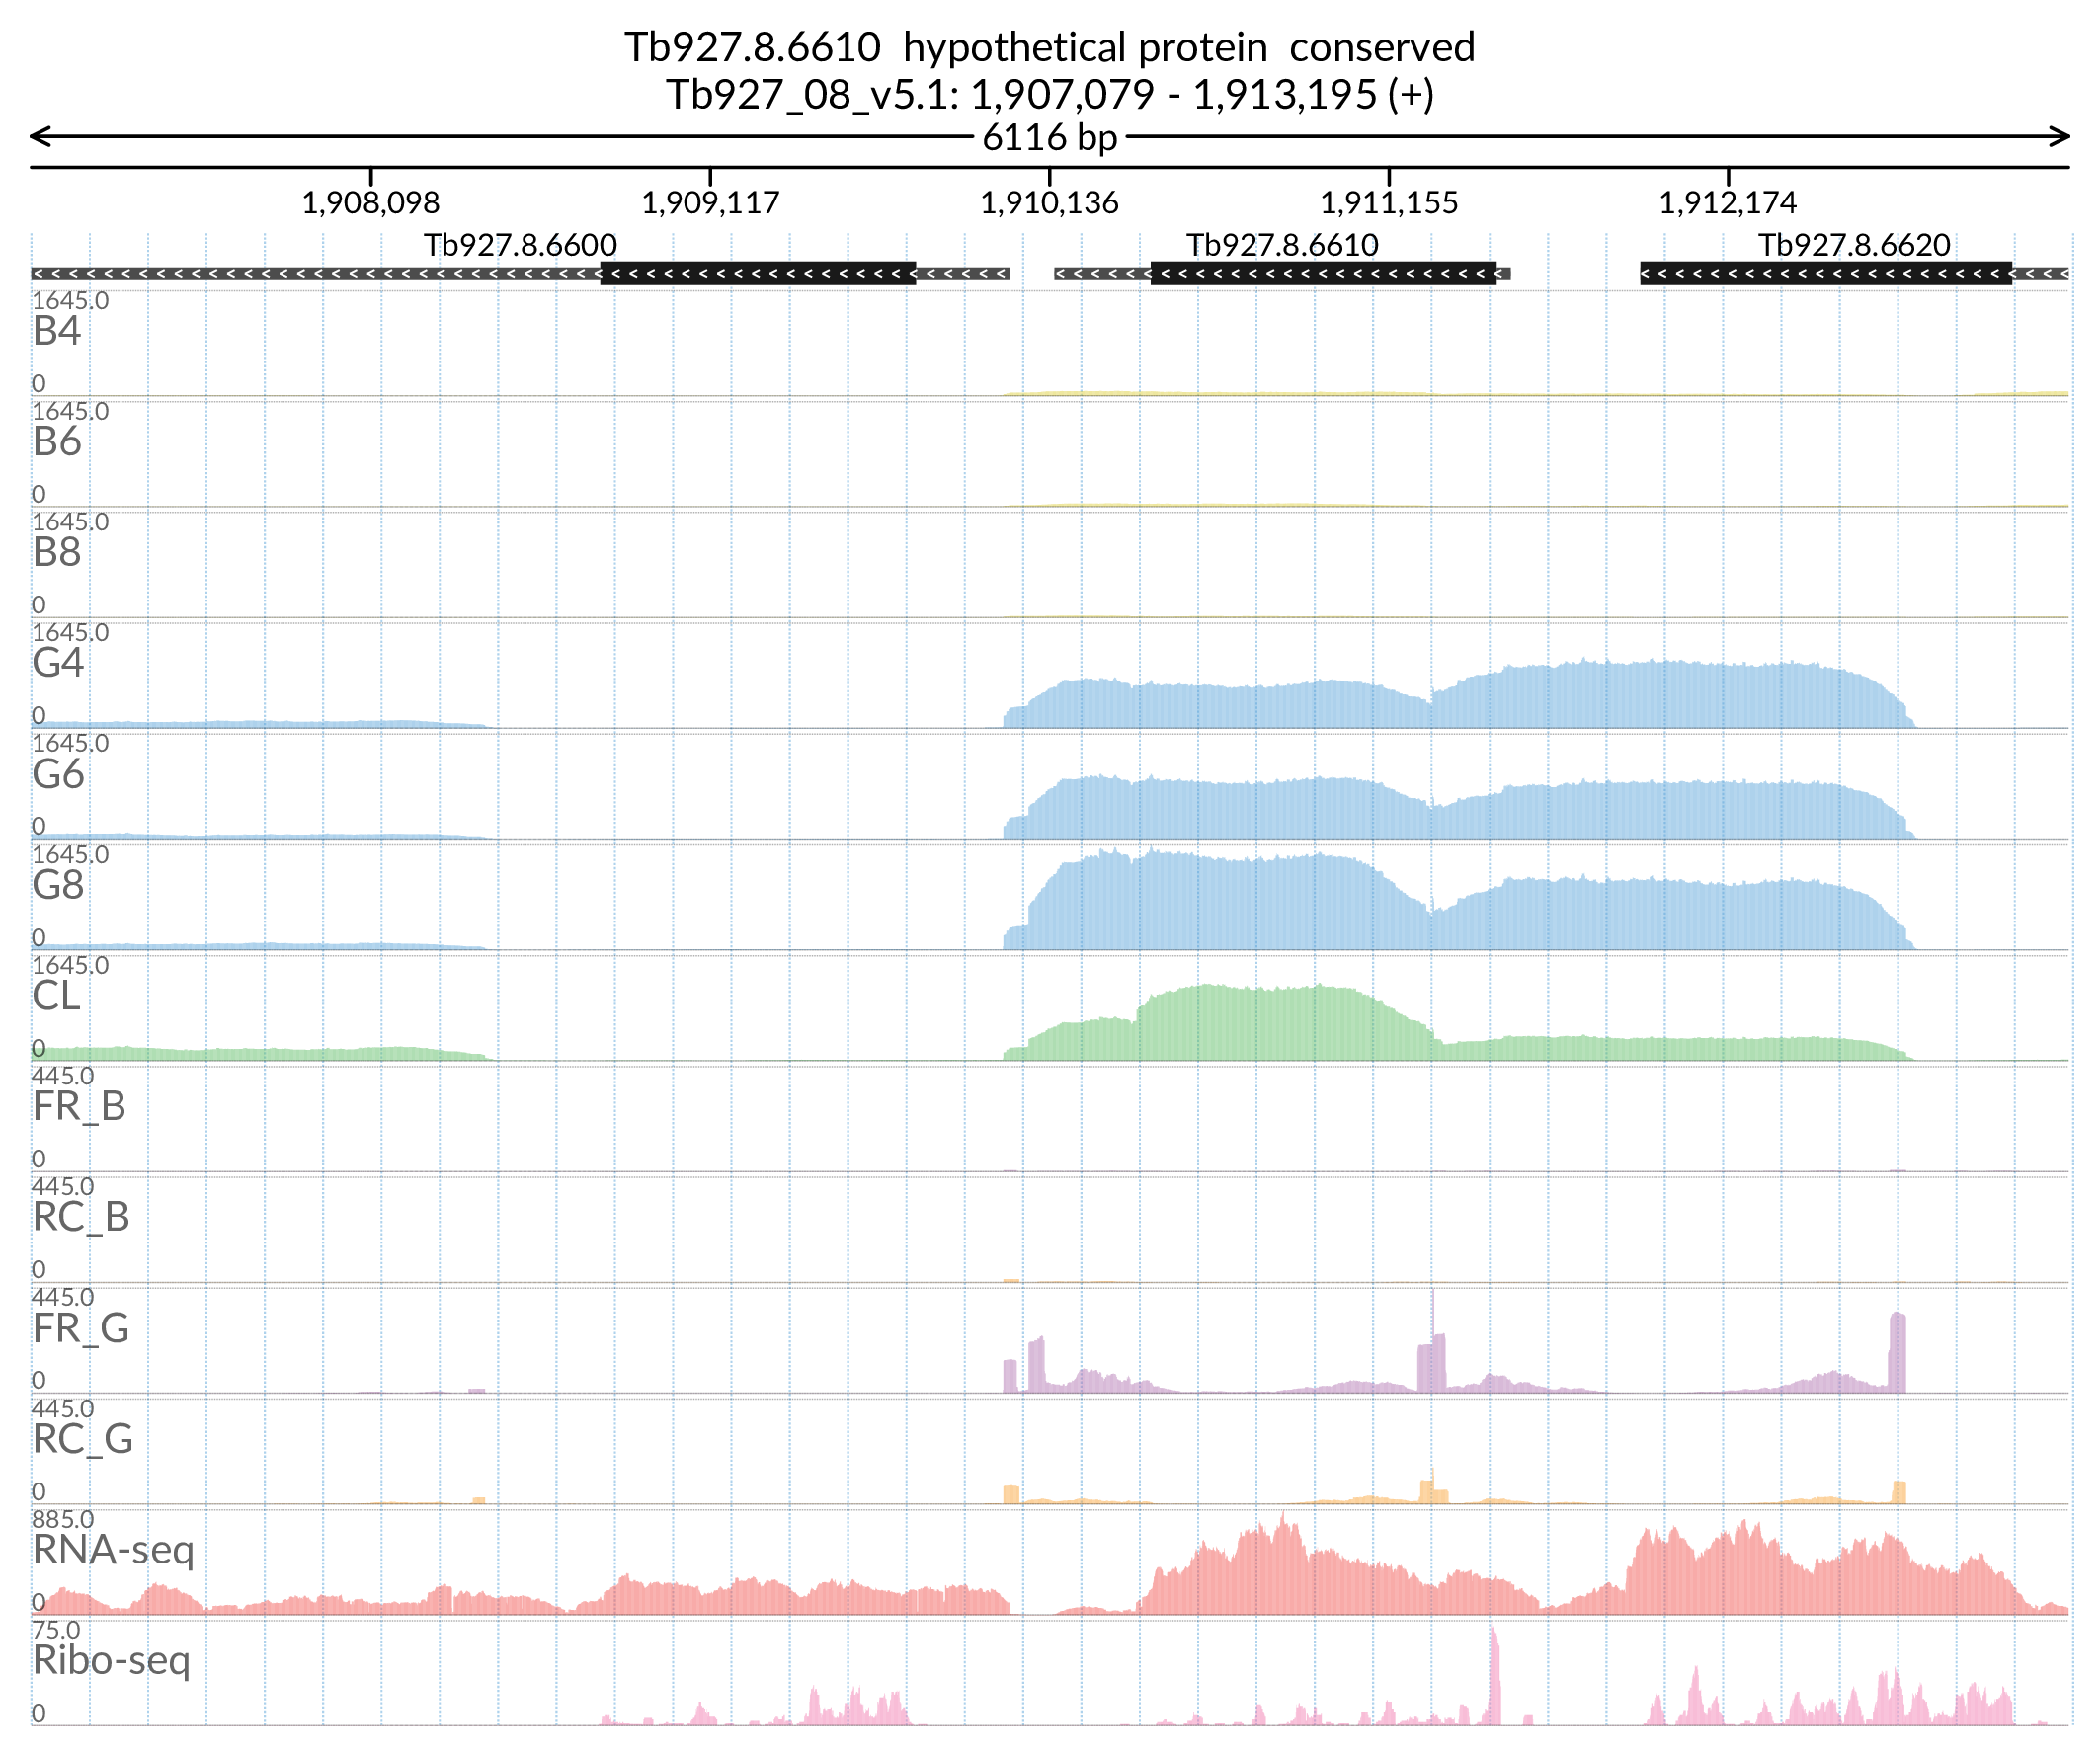 Tb927.8.6610  hypothetical protein  conserved
Tb927_08_v5.1: 1,907,079 - 1,913,195 (+)
6116 bp
1,908,098 1,909,117 1,910,136 1,911,155 1,912,174
Tb927.8.6600 Tb927.8.6610 Tb927.8.6620
1645.0
B4
0
1645.0
B6
0
1645.0
B8
0
1645.0
G4
0
1645.0
G6
0
1645.0
G8
0
1645.0
CL
0
445.0
FR_B
0
445.0
RC_B
0
445.0
FR_G
0
445.0
RC_G
0
885.0
RNA-seq
0
75.0
Ribo-seq
0